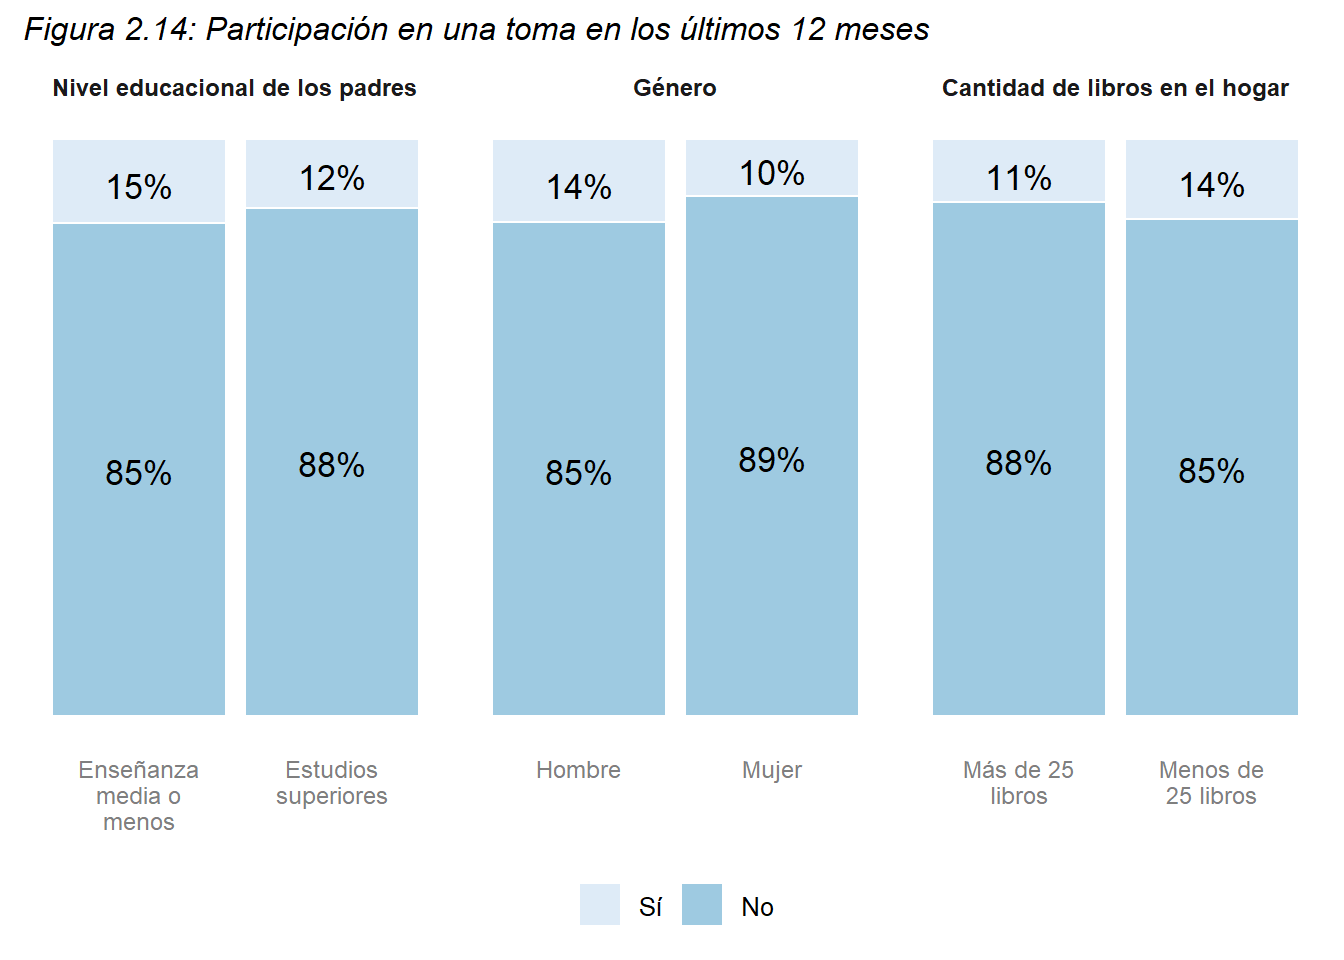 Figura 2.14: Participación en una toma en los últimos 12 meses
Nivel educacional de los padres
Género
Cantidad de libros en el hogar
15%
12%
14%
10%
11%
14%
85%
88%
85%
89%
88%
85%
Enseñanza
media o
menos
Estudios
superiores
Hombre
Mujer
Más de 25
libros
Menos de
25 libros
Sí
No